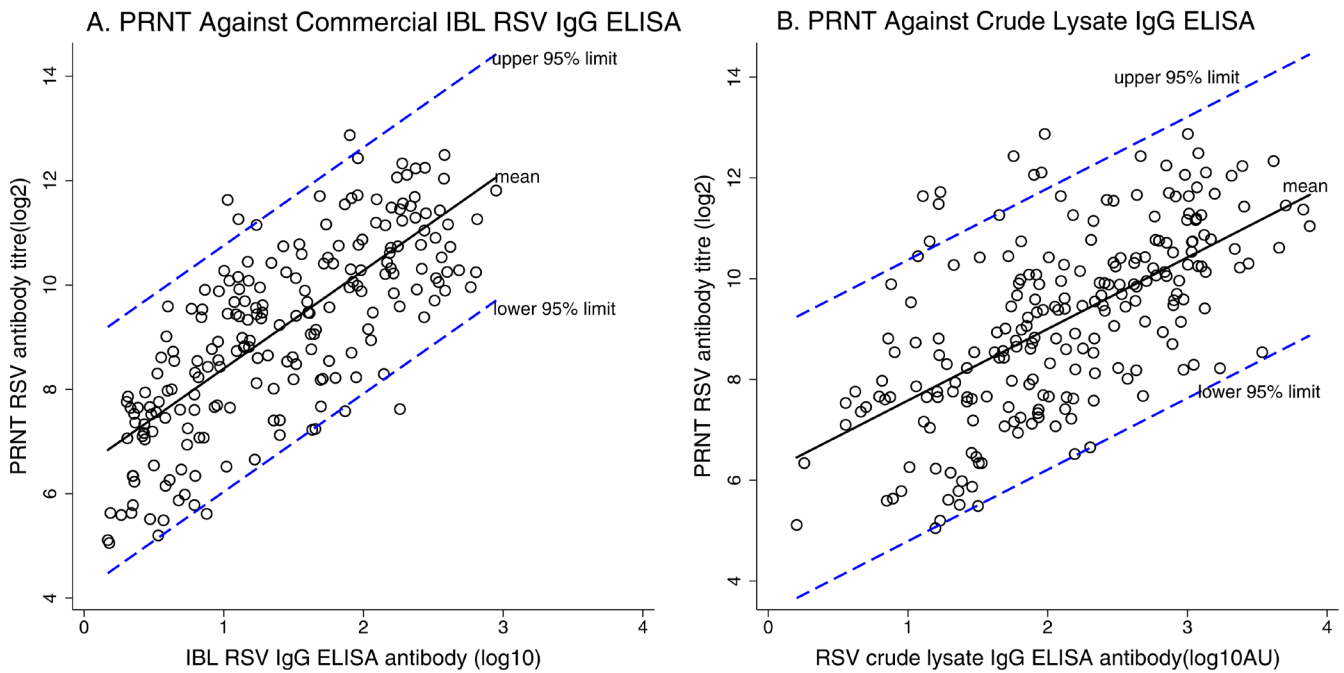 A. PRNT Against Commercial IBL RSV IgG ELISA
PRNT RSV antibody titre(log2)
14
12
10
8
6
4
upper 95% limit
mean
lower 95% limit
0 1 2 3 4
IBL RSV IgG ELISA antibody (log10)
B. PRNT Against Crude Lysate IgG ELISA
PRNT RSV antibody titre (log2)
14
12
10
8
6
4
upper 95% limit
mean
lower 95% limit
0 1 2 3 4
RSV crude lysate IgG ELISA antibody(log10AU)